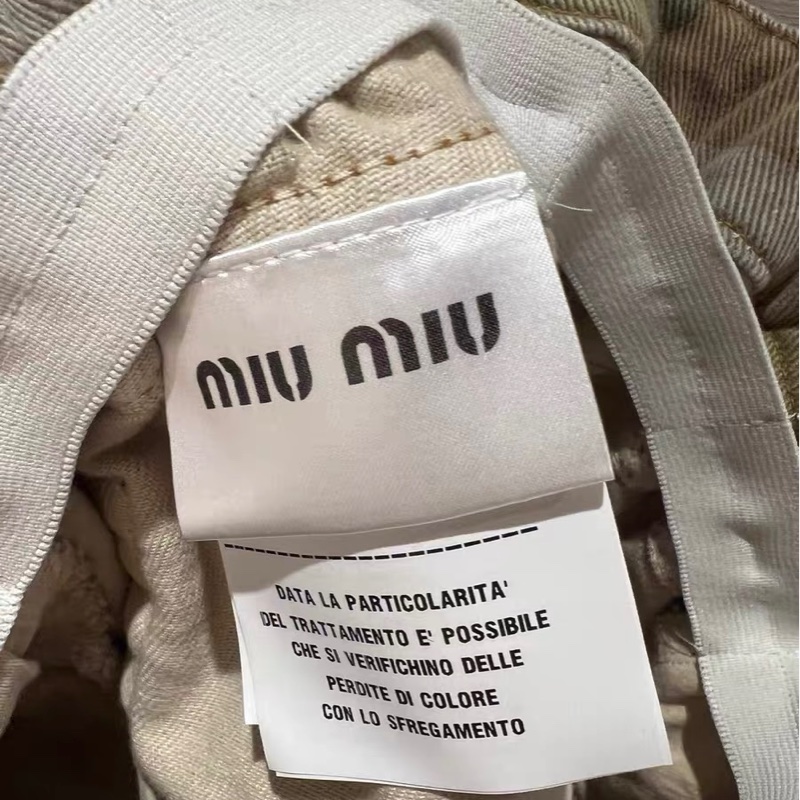 MIU MIU
DATA LA PARTICOLARITA'
DEL TRATTAMENTO E' POSSIBILE
CHE SI VERIFICHINO DELLE
PERDITE DI COLORE
CON LO SFREGAMENTO